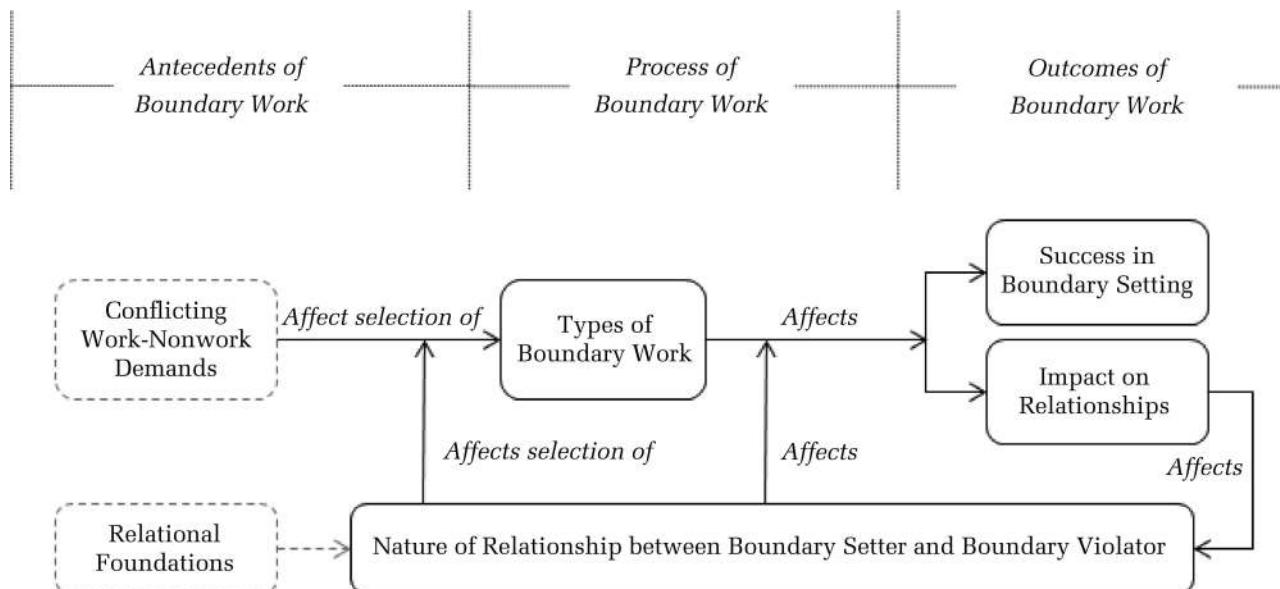 Antecedents of
Boundary Work
Process of
Boundary Work
Outcomes of
Boundary Work
Conflicting
Work-Nonwork
Demands
Affect selection of
Types of
Boundary Work
Affects
Success in
Boundary Setting
Impact on
Relationships
Affects selection of
Affects
Affects
Relational
Foundations
Nature of Relationship between Boundary Setter and Boundary Violator